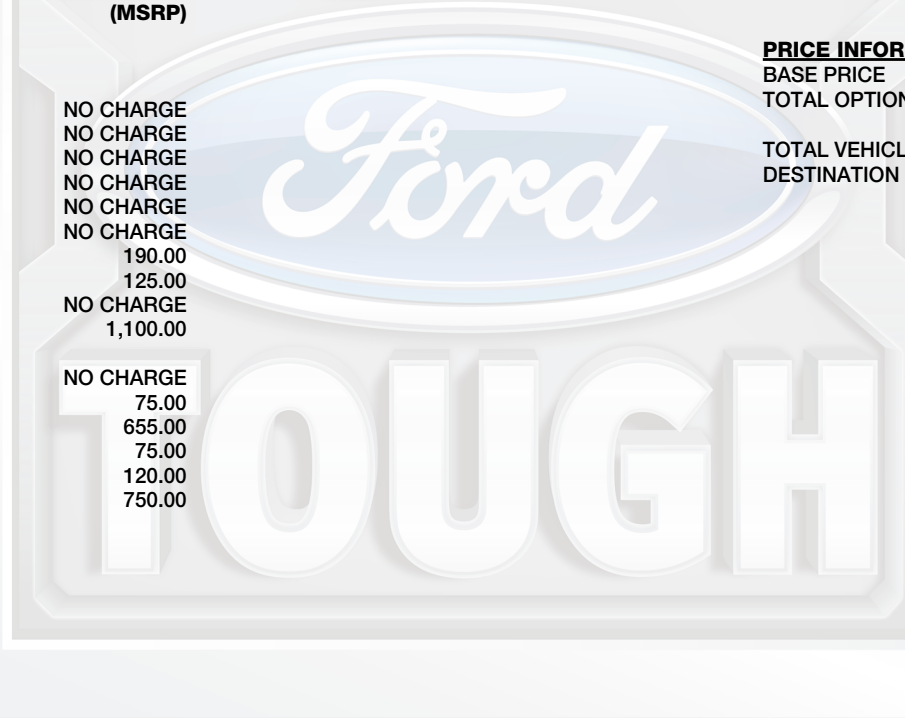 (MSRP)
NO CHARGE
NO CHARGE
NO CHARGE
NO CHARGE
NO CHARGE
NO CHARGE
190.00
125.00
NO CHARGE
1,100.00
NO CHARGE
75.00
655.00
75.00
120.00
750.00
PRICE INFOR
BASE PRICE
TOTAL OPTION
TOTAL VEHICL
DESTINATION
Ford
TOUGH